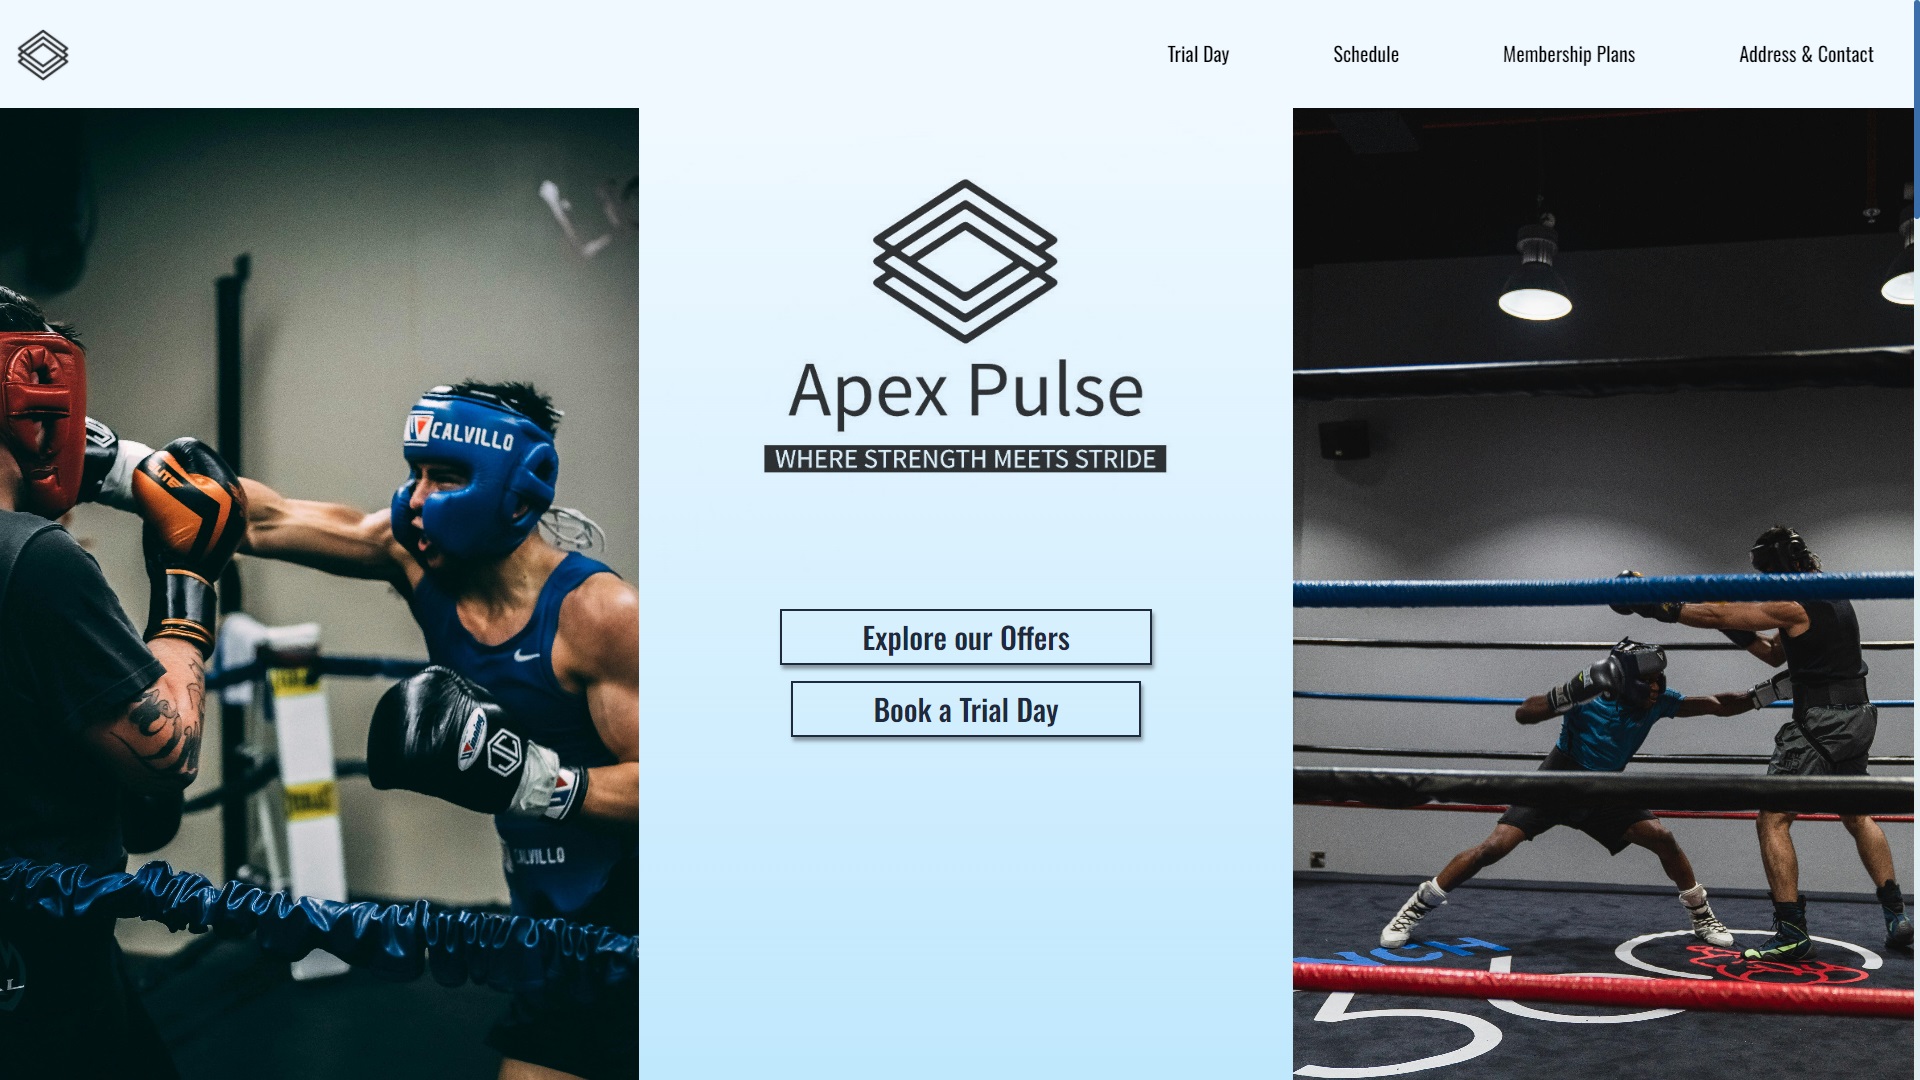 Trial Day
Schedule
Membership Plans
Address & Contact
Apex Pulse
WHERE STRENGTH MEETS STRIDE
Explore our Offers
Book a Trial Day
CALVILLO
Winning
CALVILLO